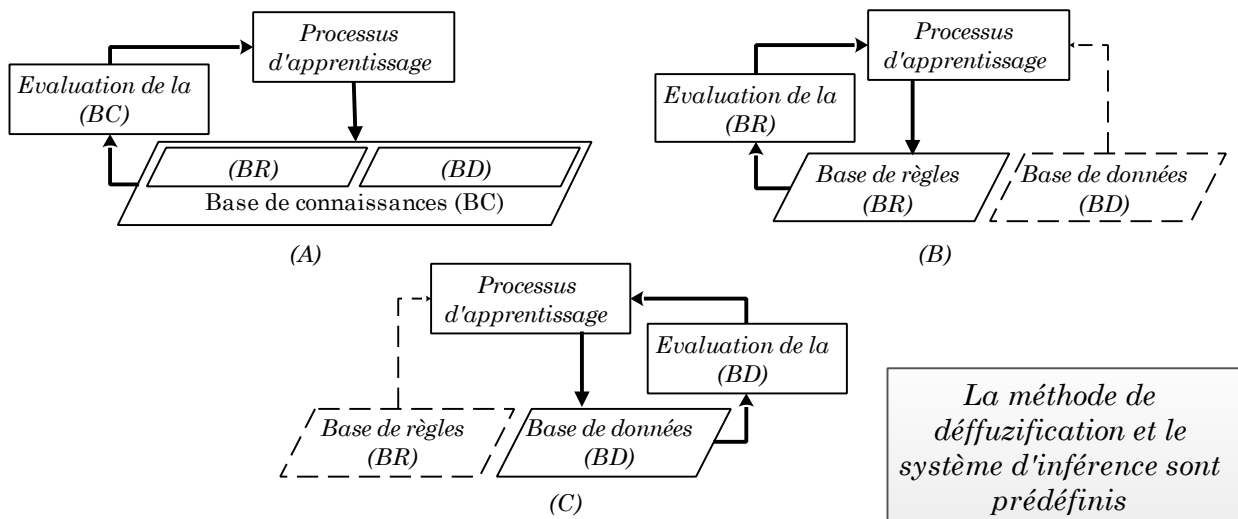 Processus
d'apprentissage
Evaluation de la
(BC)
(BR)
(BD)
Base de connaissances (BC)
(A)
Processus
d'apprentissage
Evaluation de la
(BR)
Base de règles
(BR)
Base de données
(BD)
(B)
Processus
d'apprentissage
Evaluation de la
(BD)
Base de règles
(BR)
Base de données
(BD)
(C)
La méthode de
déffuzification et le
système d'inférence sont
prédéfinis